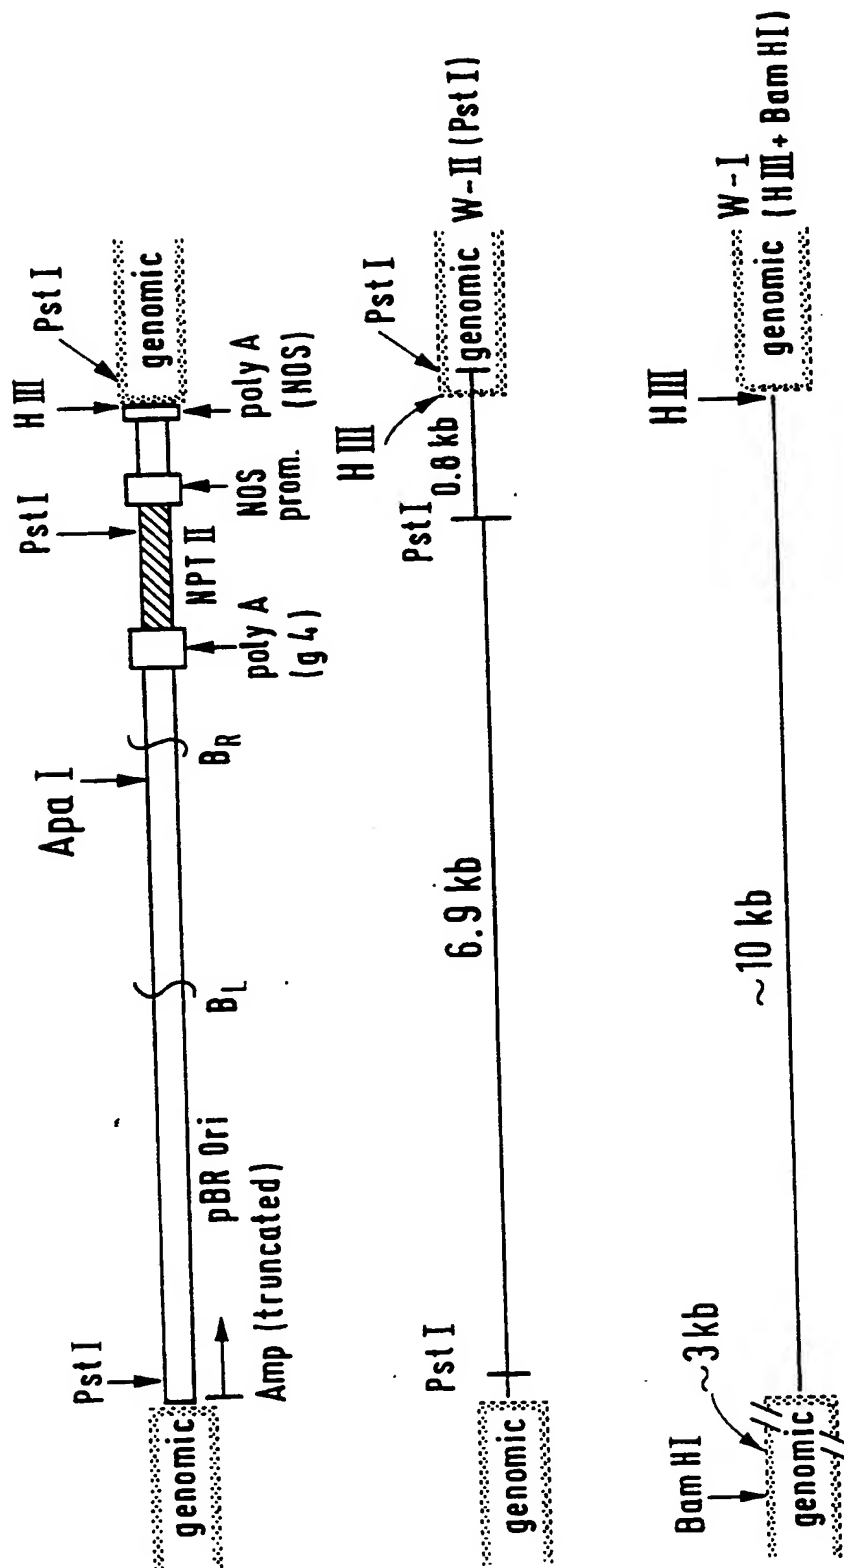 Pst I
Apa I
Pst I
H III
Pst I
genomic
genomic
Amp (truncated)
pBR Ori
B_L
B_R
poly A
(g 4)
NPT II
NOS
prom.
poly A
(NOS)
Pst I
Pst I
H III
Pst I
genomic
6.9 kb
0.8 kb
genomic
W-II (Pst I)
Bam HI
~3 kb
H III
genomic
~10 kb
genomic
W-I
(H III + Bam HI)